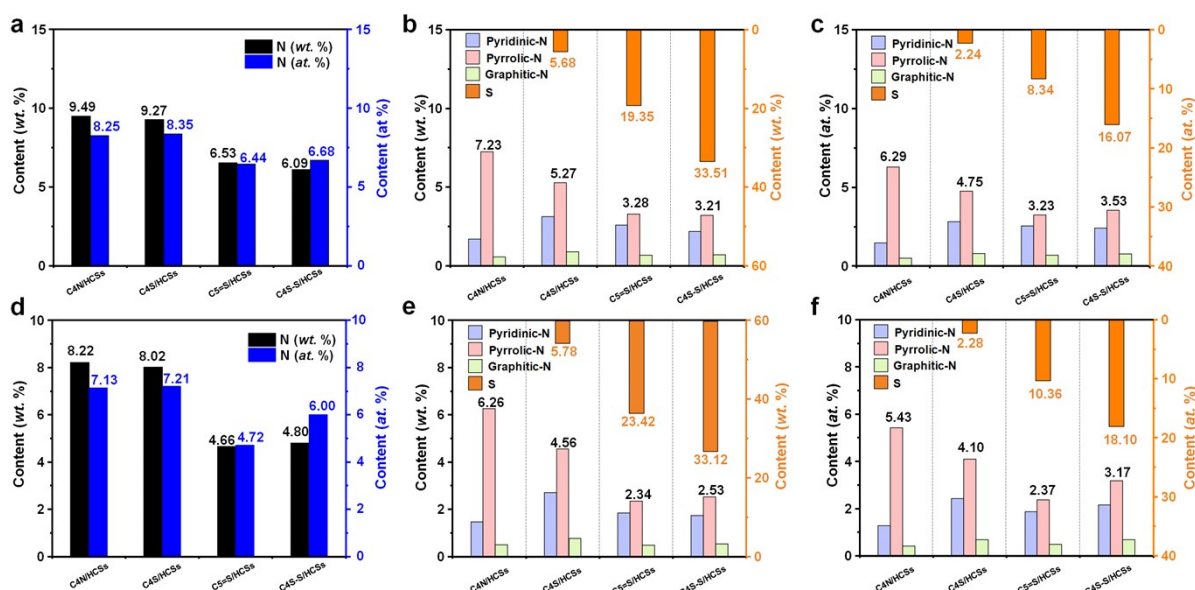 a
N (wt. %)
N (at. %)
Content (wt. %)
Content (at %)
15
10
5
0
15
10
5
0
9.49
8.25
9.27
8.35
6.53
6.44
6.09
6.68
C4N/HCSs
C4S/HCSs
C5=S/HCSs
C4S-S/HCSs
b
Pyridinic-N
Pyrrolic-N
Graphitic-N
S
Content (wt. %)
Content (wt. %)
15
10
5
0
0
20
40
60
7.23
5.27
3.28
3.21
5.68
19.35
33.51
C4N/HCSs
C4S/HCSs
C5=S/HCSs
C4S-S/HCSs
c
Pyridinic-N
Pyrrolic-N
Graphitic-N
S
Content (at. %)
Content (at. %)
15
10
5
0
0
10
20
30
40
6.29
4.75
3.23
3.53
2.24
8.34
16.07
C4N/HCSs
C4S/HCSs
C5=S/HCSs
C4S-S/HCSs
d
N (wt. %)
N (at. %)
Content (wt. %)
Content (at. %)
10
8
6
4
2
0
10
8
6
4
2
0
8.22
7.13
8.02
7.21
4.66
4.72
4.80
6.00
C4N/HCSs
C4S/HCSs
C5=S/HCSs
C4S-S/HCSs
e
Pyridinic-N
Pyrrolic-N
Graphitic-N
S
Content (wt. %)
Content (wt. %)
10
8
6
4
2
0
60
40
20
0
6.26
4.56
2.34
2.53
5.78
23.42
33.12
C4N/HCSs
C4S/HCSs
C5=S/HCSs
C4S-S/HCSs
f
Pyridinic-N
Pyrrolic-N
Graphitic-N
S
Content (at. %)
Content (at. %)
10
8
6
4
2
0
0
10
20
30
40
5.43
4.10
2.37
3.17
2.28
10.36
18.10
C4N/HCSs
C4S/HCSs
C5=S/HCSs
C4S-S/HCSs